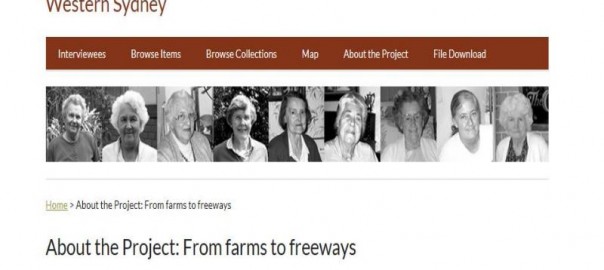 Western Sydney
Interviewees Browse Items Browse Collections Map About the Project File Download
Home > About the Project: From farms to freeways
About the Project: From farms to freeways